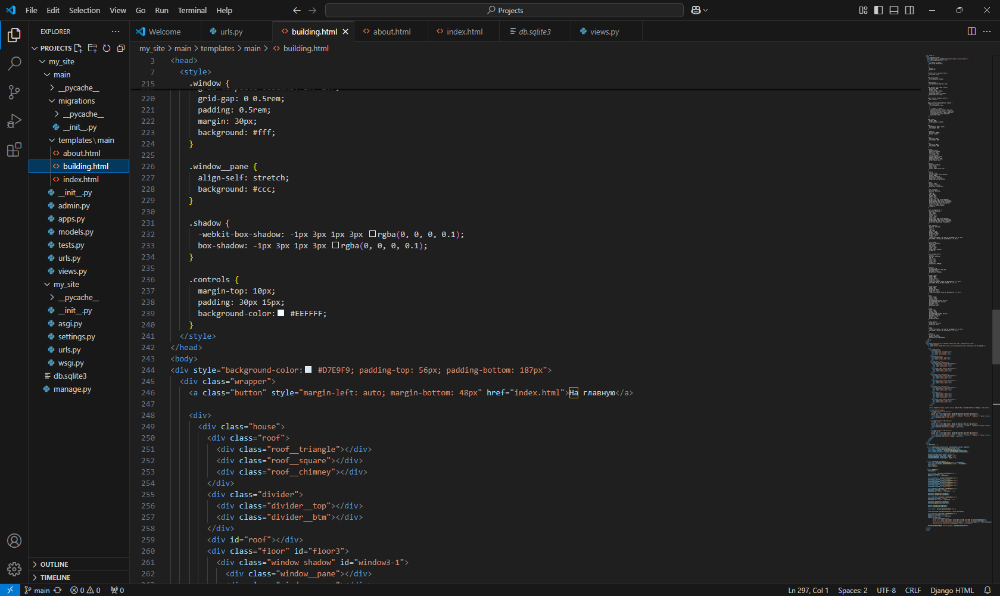 File Edit Selection View Go Run Terminal Help
Projects
EXPLORER
Welcome urls.py building.html about.html index.html db.sqlite3 views.py
PROJECTS
my_site > main > templates > main > building.html
my_site
main
__pycache__
migrations
__pycache__
__init__.py
templates\main
about.html
building.html
index.html
__init__.py
admin.py
apps.py
models.py
tests.py
urls.py
views.py
my_site
__pycache__
__init__.py
asgi.py
settings.py
urls.py
wsgi.py
db.sqlite3
manage.py
OUTLINE
TIMELINE
3 <head>
7 <style>
215 .window {
220 grid-gap: 0 0.5rem;
221 padding: 0.5rem;
222 margin: 30px;
223 background: #fff;
224 }
225
226 .window__pane {
227 align-self: stretch;
228 background: #ccc;
229 }
230
231 .shadow {
232 -webkit-box-shadow: -1px 3px 1px 3px rgba(0, 0, 0, 0.1);
233 box-shadow: -1px 3px 1px 3px rgba(0, 0, 0, 0.1);
234 }
235
236 .controls {
237 margin-top: 10px;
238 padding: 30px 15px;
239 background-color: #EEFFFF;
240 }
241 </style>
242 </head>
243 <body>
244 <div style="background-color: #D7E9F9; padding-top: 56px; padding-bottom: 187px">
245 <div class="wrapper">
246 <a class="button" style="margin-left: auto; margin-bottom: 48px" href="index.html">На главную</a>
247
248 <div>
249 <div class="house">
250 <div class="roof">
251 <div class="roof__triangle"></div>
252 <div class="roof__square"></div>
253 <div class="roof__chimney"></div>
254 </div>
255 <div class="divider">
256 <div class="divider__top"></div>
257 <div class="divider__btm"></div>
258 </div>
259 <div id="roof"></div>
260 <div class="floor" id="floor3">
261 <div class="window shadow" id="window3-1">
262 <div class="window__pane"></div>
main 0 0 0 Ln 297, Col 1 Spaces: 2 UTF-8 CRLF Django HTML